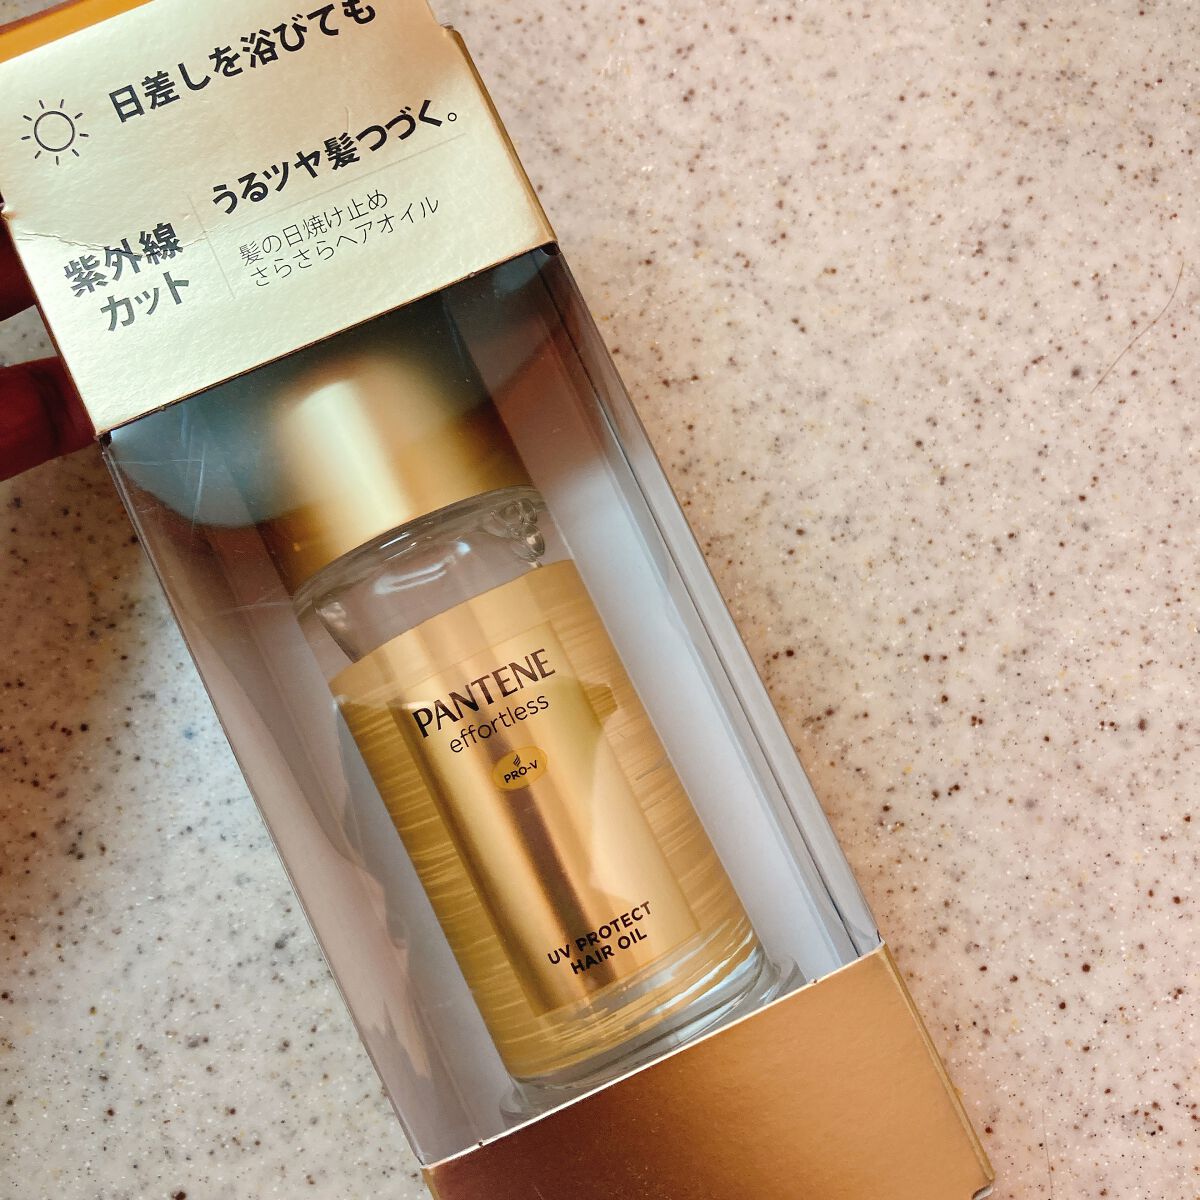 日差しを浴びても
うるツヤ髪つづく。
紫外線
カット
髪の日焼け止め
さらさらヘアオイル
PANTENE
effortless
PRO-V
UV PROTECT
HAIR OIL